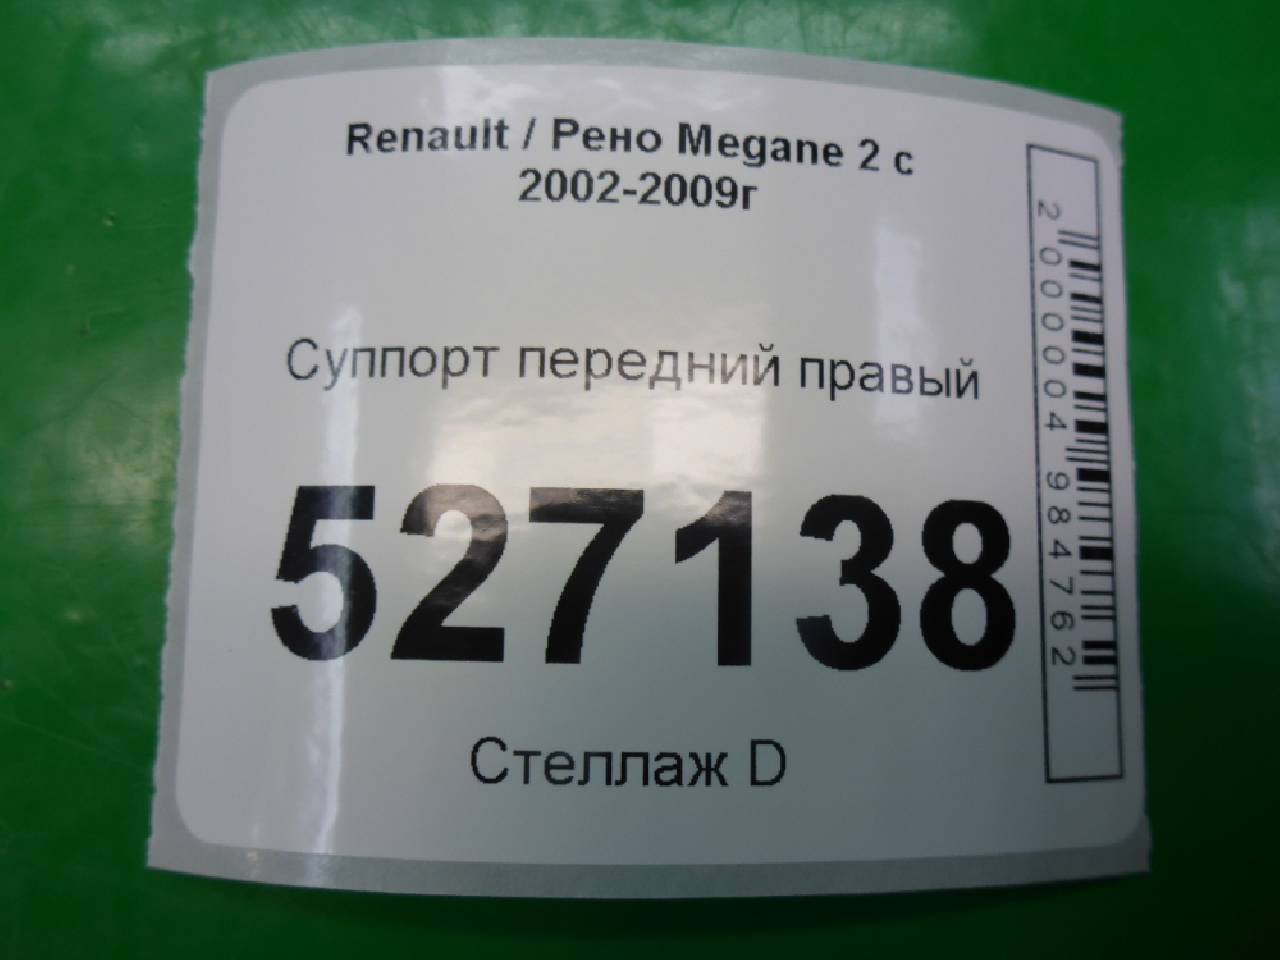 Renault / Рено Megane 2 с
2002-2009г
Суппорт передний правый
527138
Стеллаж D
2000004984762